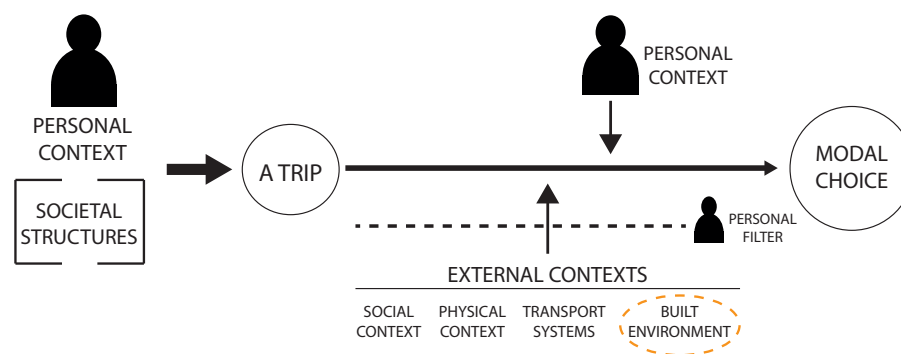 PERSONAL
CONTEXT
SOCIETAL
STRUCTURES
A TRIP
PERSONAL
CONTEXT
MODAL
CHOICE
PERSONAL
FILTER
EXTERNAL CONTEXTS
SOCIAL
CONTEXT
PHYSICAL
CONTEXT
TRANSPORT
SYSTEMS
BUILT
ENVIRONMENT